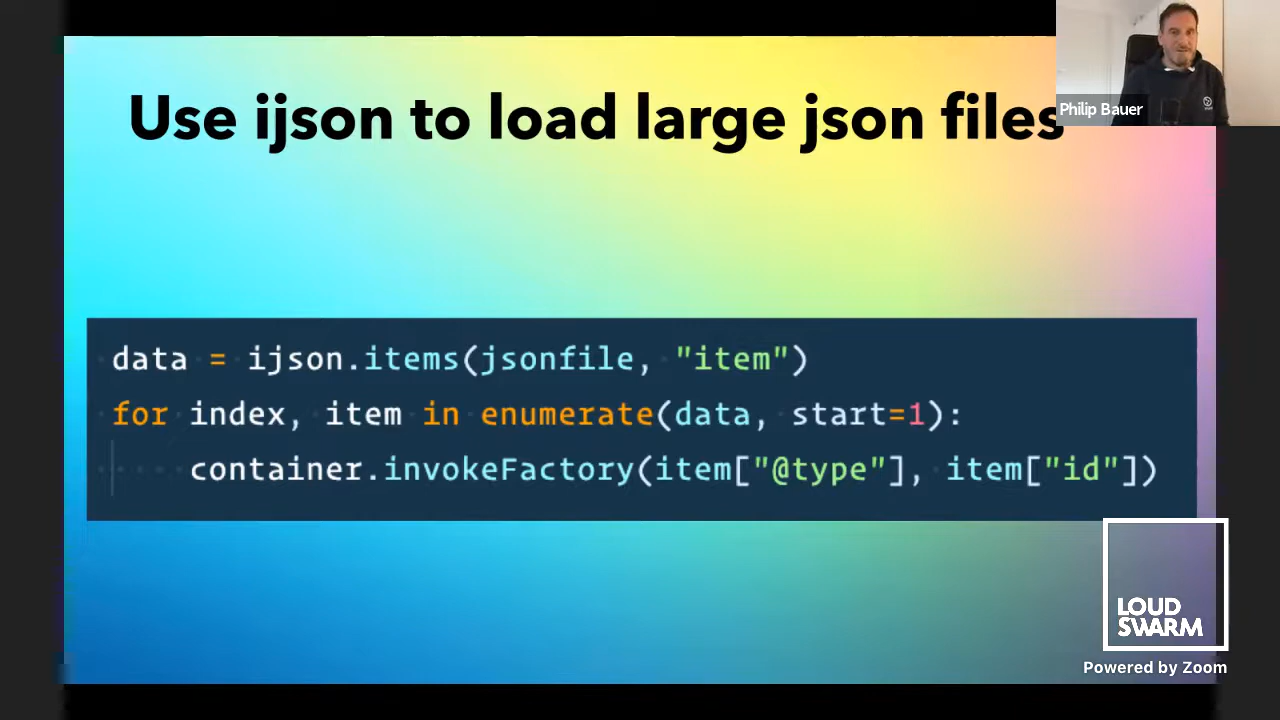 Use ijson to load large json files
Philip Bauer
data = ijson.items(jsonfile, "item")
for index, item in enumerate(data, start=1):
container.invokeFactory(item["@type"], item["id"])
LOUD
SWARM
Powered by Zoom